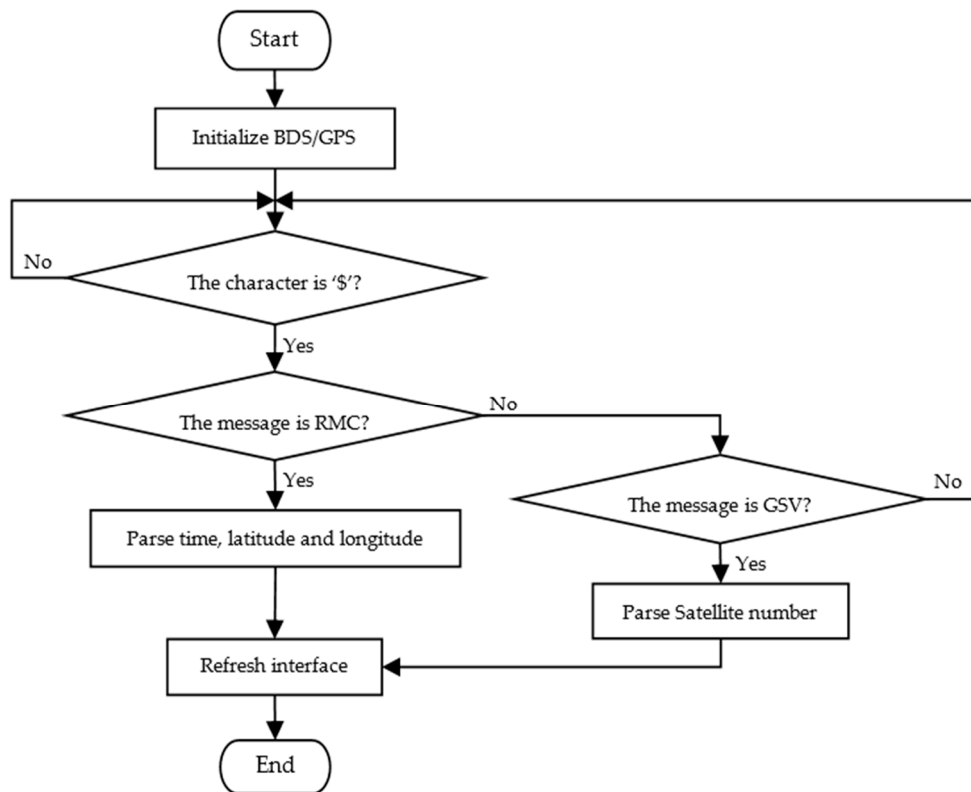 Start
Initialize BDS/GPS
No
The character is ‘$’?
Yes
The message is RMC?
No
Yes
The message is GSV?
No
Parse time, latitude and longitude
Yes
Parse Satellite number
Refresh interface
End